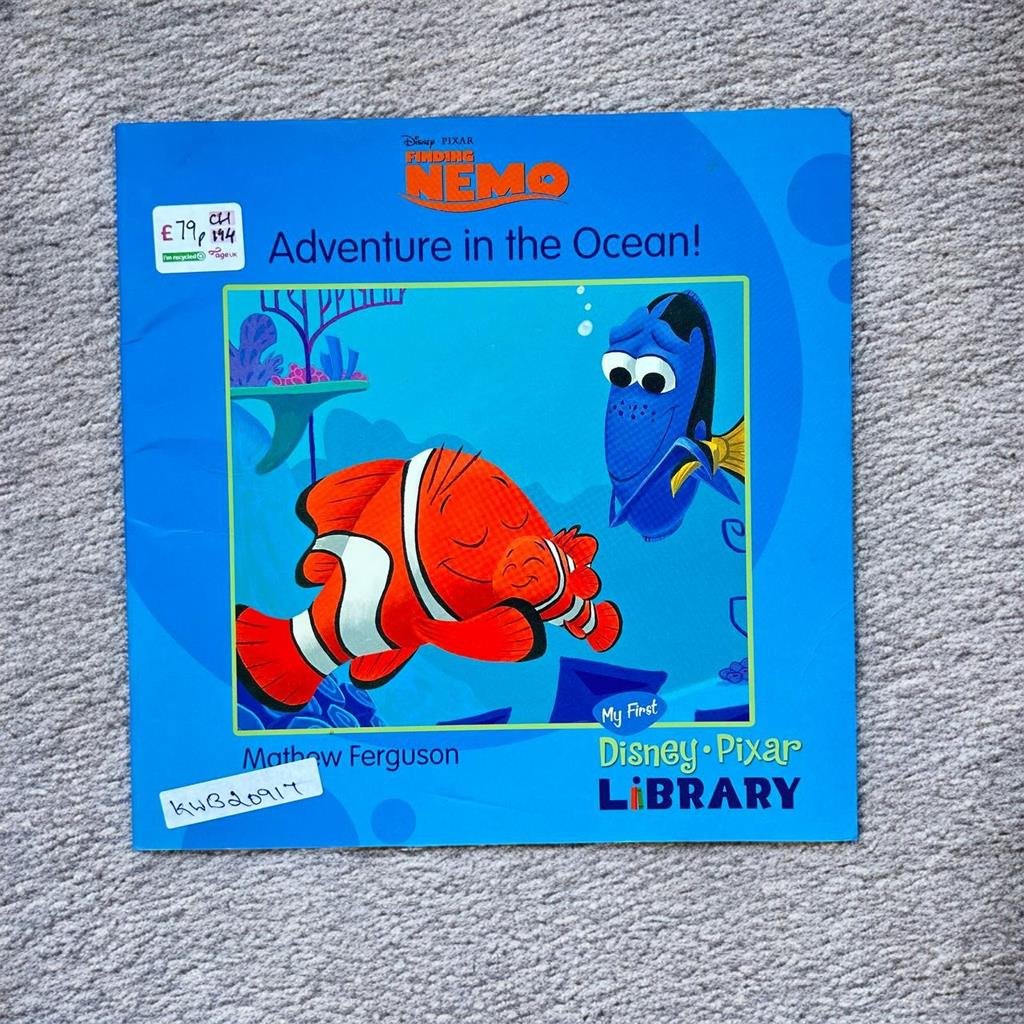 Disney · PIXAR
FINDING
NEMO
£79p CH 194
I'm recycled age UK
Adventure in the Ocean!
My First
Disney · Pixar
LiBRARY
Mathew Ferguson
KWB20917